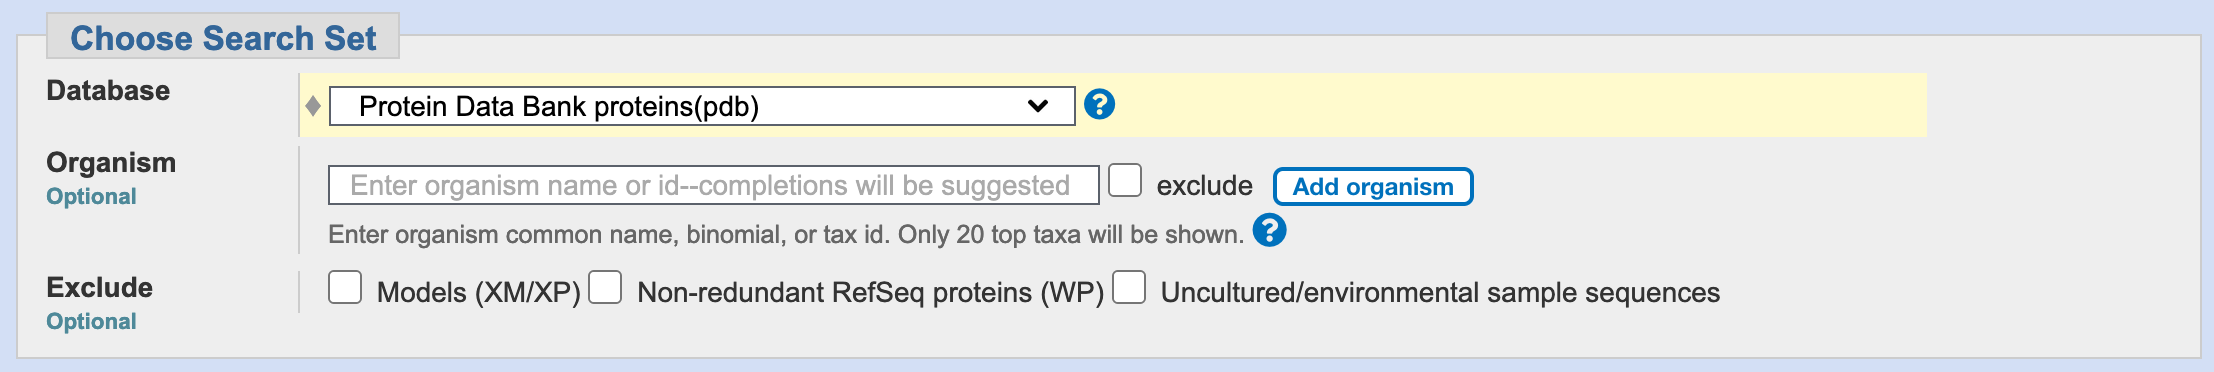 Choose Search Set
Database
Protein Data Bank proteins(pdb)
?
Organism
Optional
Enter organism name or id--completions will be suggested
exclude
Add organism
Enter organism common name, binomial, or tax id. Only 20 top taxa will be shown.
?
Exclude
Optional
Models (XM/XP) Non-redundant RefSeq proteins (WP) Uncultured/environmental sample sequences